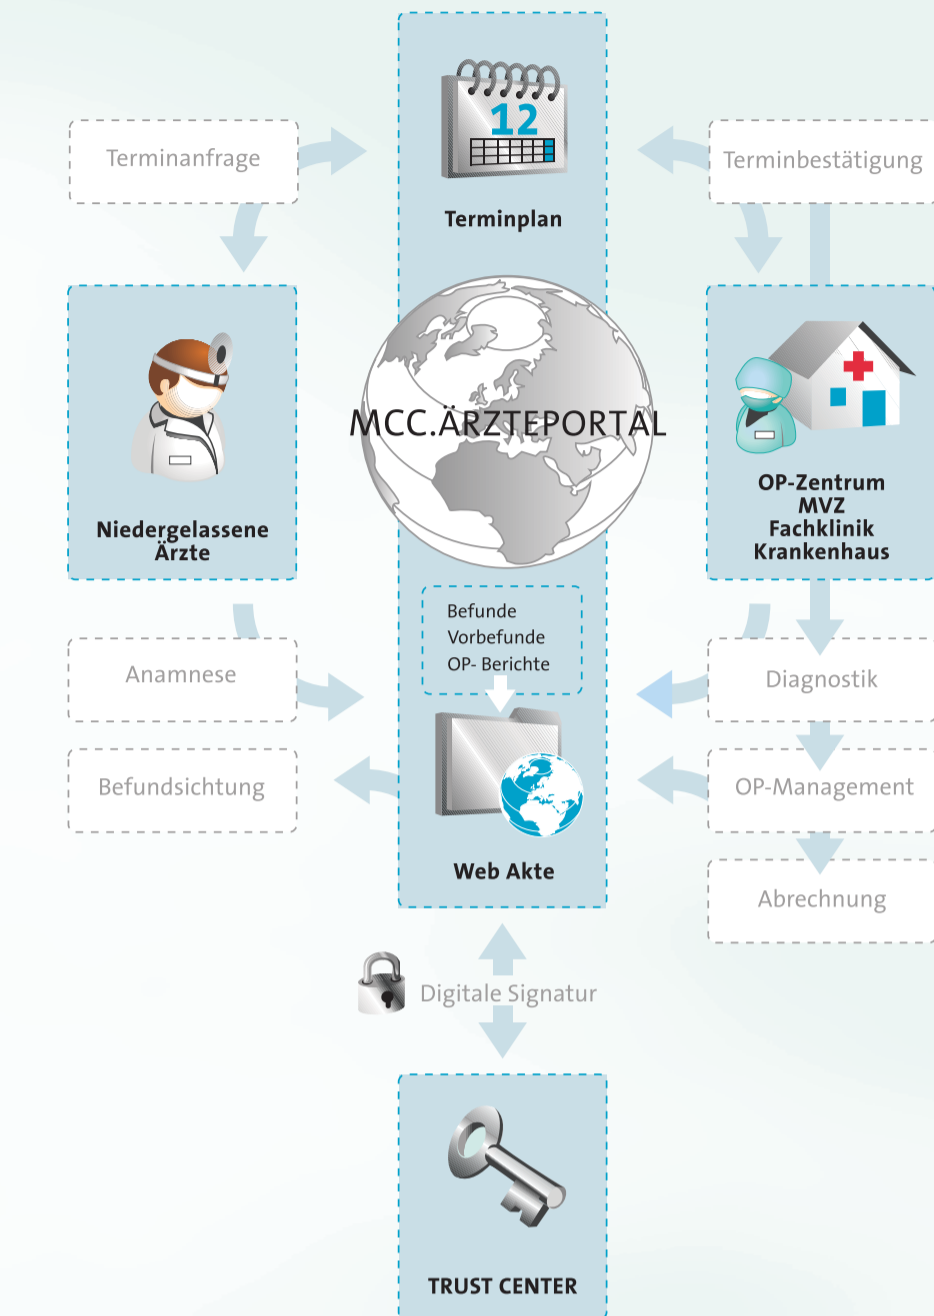 12
Terminanfrage
Terminbestätigung
Terminplan
MCC.ÄRZTEPORTAL
Niedergelassene
Ärzte
OP-Zentrum
MVZ
Fachklinik
Krankenhaus
Befunde
Vorbefunde
OP- Berichte
Anamnese
Diagnostik
Befundsichtung
OP-Management
Web Akte
Abrechnung
Digitale Signatur
TRUST CENTER